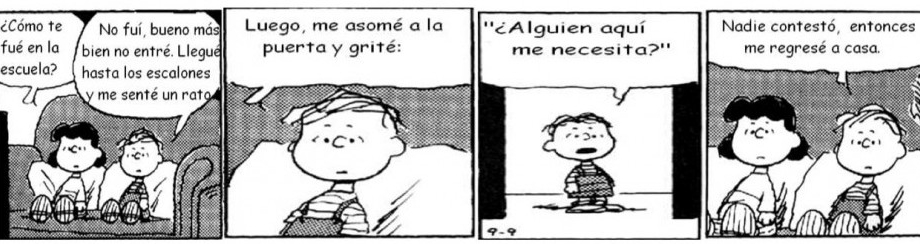 ¿Cómo te
fué en la
escuela?
No fuí, bueno más
bien no entré. Llegué
hasta los escalones
y me senté un rato
Luego, me asomé a la
puerta y grité:
"¿Alguien aquí
me necesita?"
9-9
Nadie contestó, entonces
me regresé a casa.